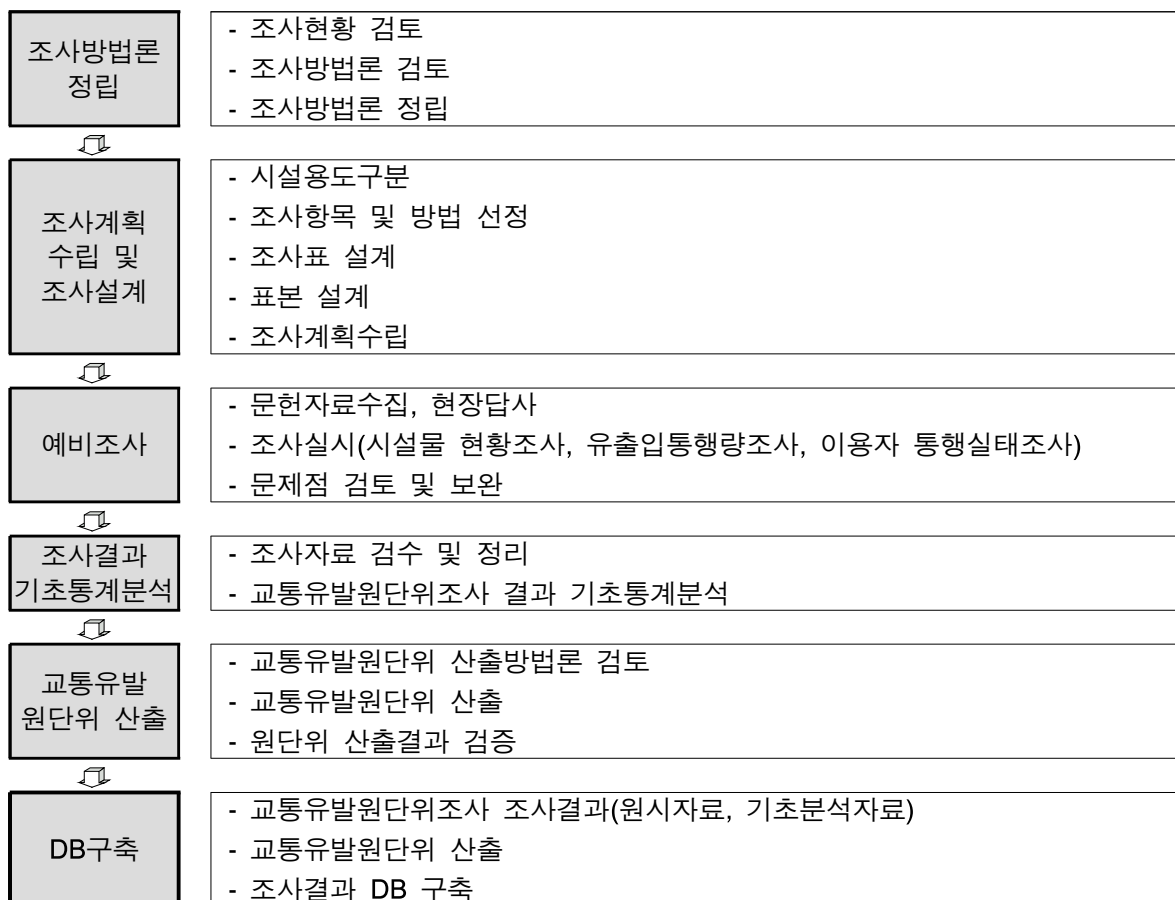 조사방법론
정립
- 조사현황 검토
- 조사방법론 검토
- 조사방법론 정립
조사계획
수립 및
조사설계
- 시설용도구분
- 조사항목 및 방법 선정
- 조사표 설계
- 표본 설계
- 조사계획수립
예비조사
- 문헌자료수집, 현장답사
- 조사실시(시설물 현황조사, 유출입통행량조사, 이용자 통행실태조사)
- 문제점 검토 및 보완
조사결과
기초통계분석
- 조사자료 검수 및 정리
- 교통유발원단위조사 결과 기초통계분석
교통유발
원단위 산출
- 교통유발원단위 산출방법론 검토
- 교통유발원단위 산출
- 원단위 산출결과 검증
DB구축
- 교통유발원단위조사 조사결과(원시자료, 기초분석자료)
- 교통유발원단위 산출
- 조사결과 DB 구축